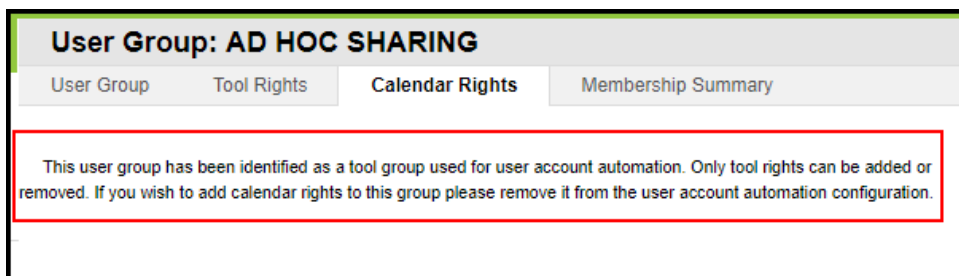 User Group: AD HOC SHARING
User Group Tool Rights Calendar Rights Membership Summary
This user group has been identified as a tool group used for user account automation. Only tool rights can be added or
removed. If you wish to add calendar rights to this group please remove it from the user account automation configuration.